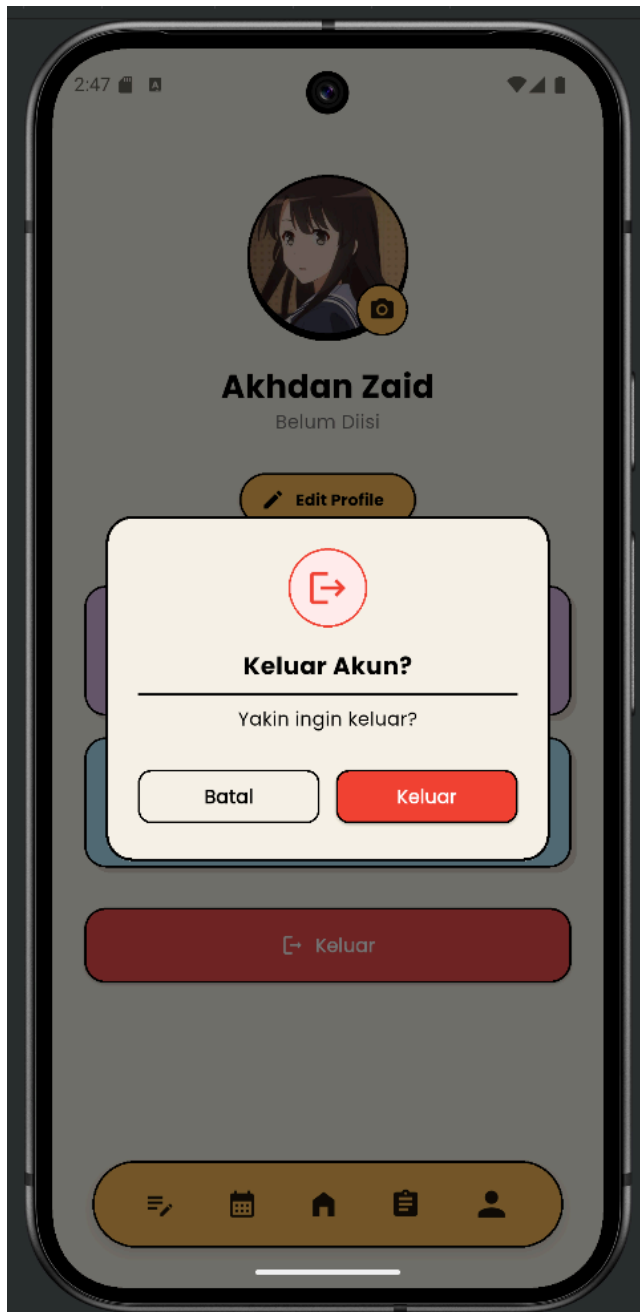 2:47
Akhdan Zaid
Belum Diisi
Edit Profile
Keluar Akun?
Yakin ingin keluar?
Batal Keluar
Keluar